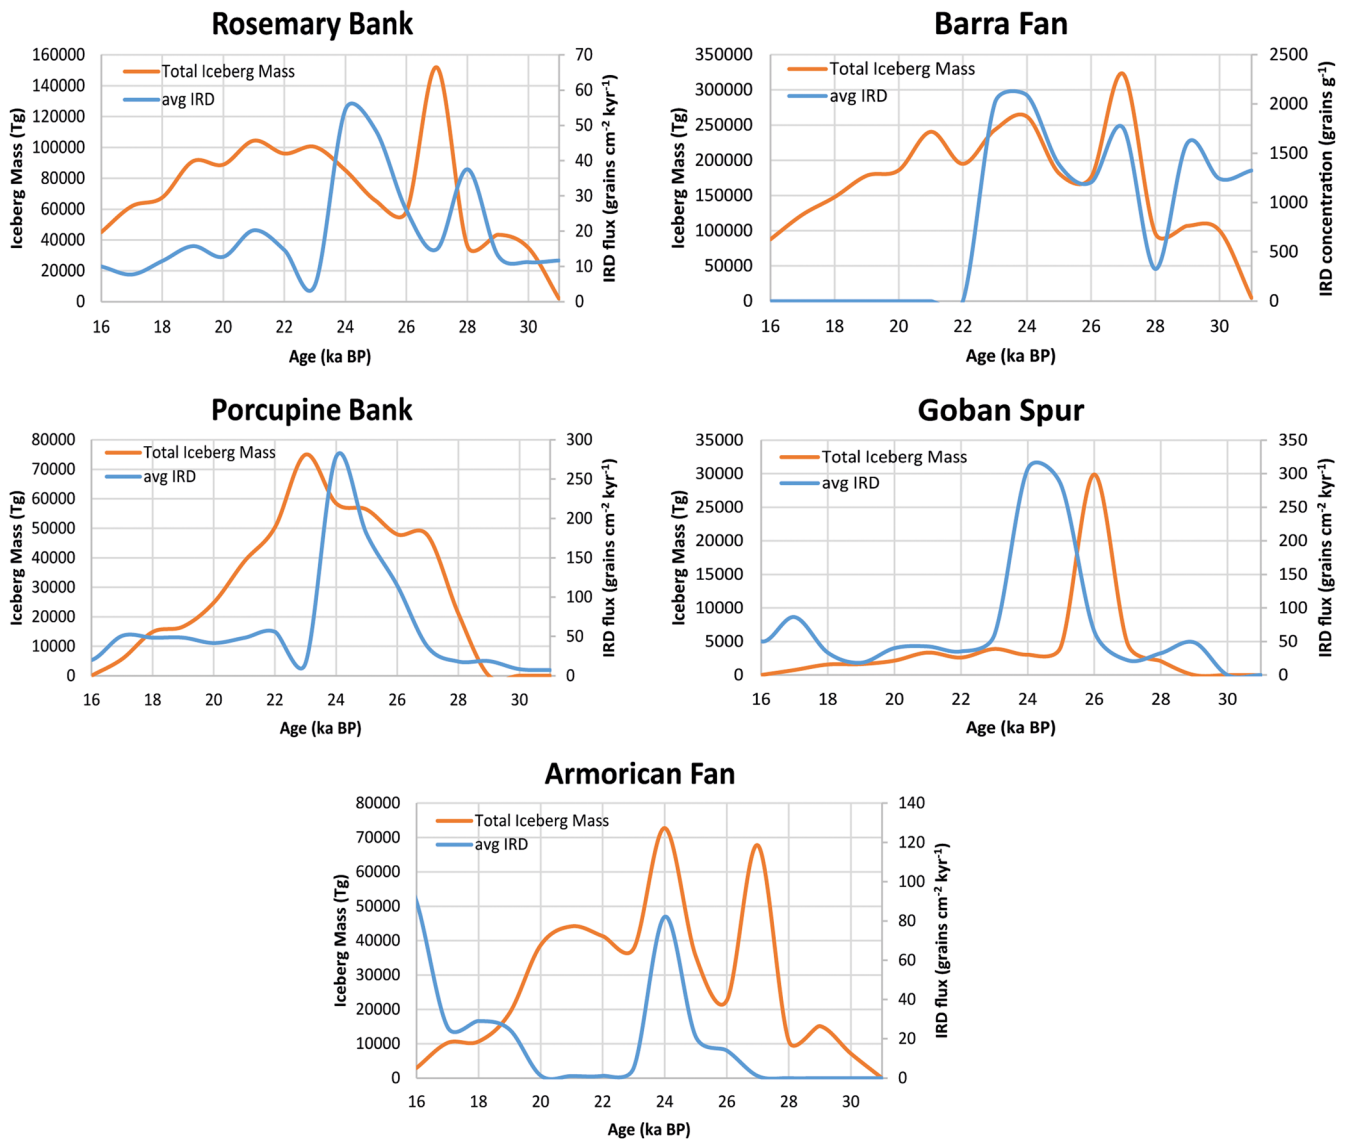 Rosemary Bank
Total Iceberg Mass
avg IRD
160000
140000
120000
100000
80000
60000
40000
20000
0
Iceberg Mass (Tg)
70
60
50
40
30
20
10
0
IRD flux (grains cm⁻² kyr⁻¹)
16 18 20 22 24 26 28 30
Age (ka BP)
Barra Fan
Total Iceberg Mass
avg IRD
350000
300000
250000
200000
150000
100000
50000
0
Iceberg Mass (Tg)
2500
2000
1500
1000
500
0
IRD concentration (grains g⁻¹)
16 18 20 22 24 26 28 30
Age (ka BP)
Porcupine Bank
Total Iceberg Mass
avg IRD
80000
70000
60000
50000
40000
30000
20000
10000
0
Iceberg Mass (Tg)
300
250
200
150
100
50
0
IRD flux (grains cm⁻² kyr⁻¹)
16 18 20 22 24 26 28 30
Age (ka BP)
Goban Spur
Total Iceberg Mass
avg IRD
35000
30000
25000
20000
15000
10000
5000
0
Iceberg Mass (Tg)
350
300
250
200
150
100
50
0
IRD flux (grains cm⁻² kyr⁻¹)
16 18 20 22 24 26 28 30
Age (ka BP)
Armorican Fan
Total Iceberg Mass
avg IRD
80000
70000
60000
50000
40000
30000
20000
10000
0
Iceberg Mass (Tg)
140
120
100
80
60
40
20
0
IRD flux (grains cm⁻² kyr⁻¹)
16 18 20 22 24 26 28 30
Age (ka BP)